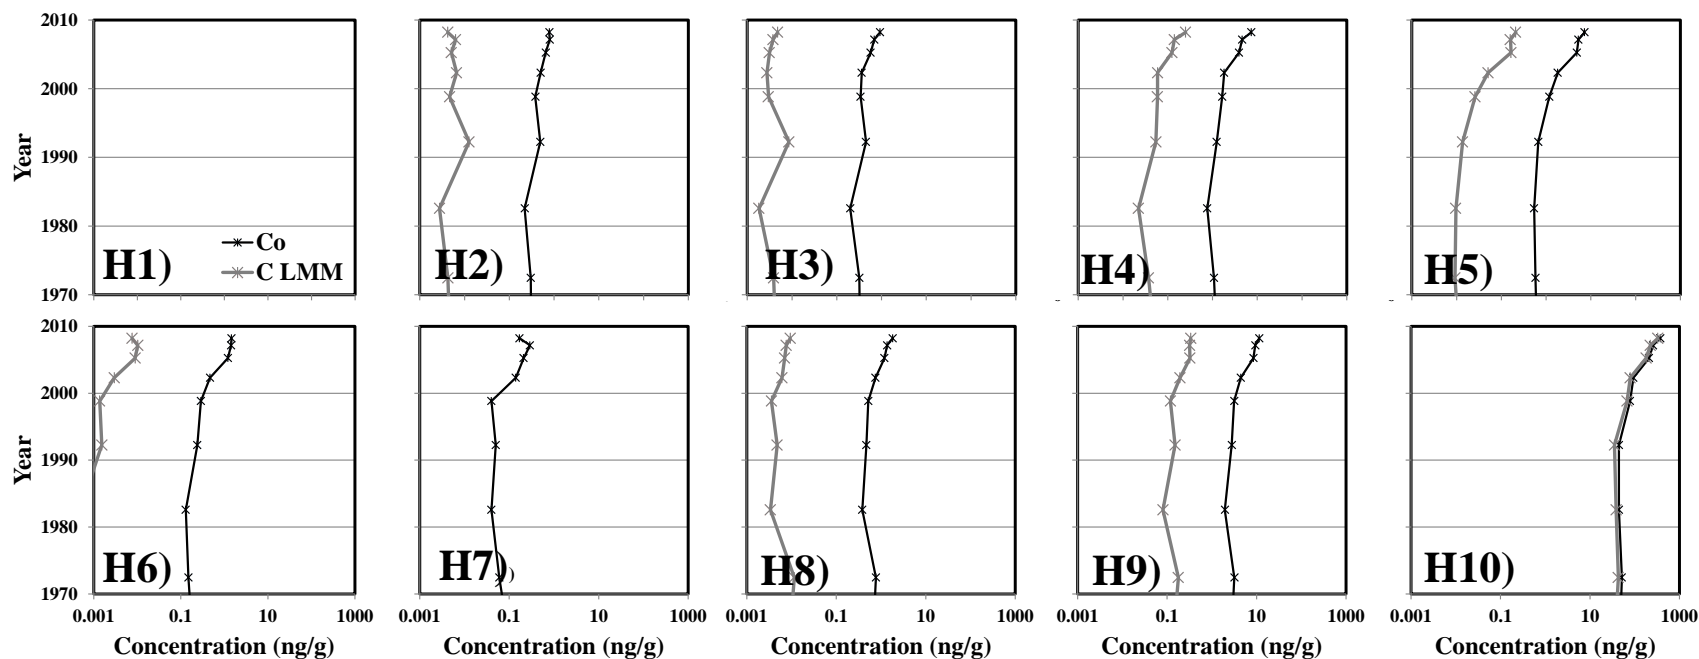 2010
2000
1990
1980
1970
Year
Co
C LMM
H1)
H2)
H3)
H4)
H5)
2010
2000
1990
1980
1970
Year
H6)
H7))
H8)
H9)
H10)
0.001 0.1 10 1000
0.001 0.1 10 1000
0.001 0.1 10 1000
0.001 0.1 10 1000
0.001 0.1 10 1000
Concentration (ng/g)
Concentration (ng/g)
Concentration (ng/g)
Concentration (ng/g)
Concentration (ng/g)